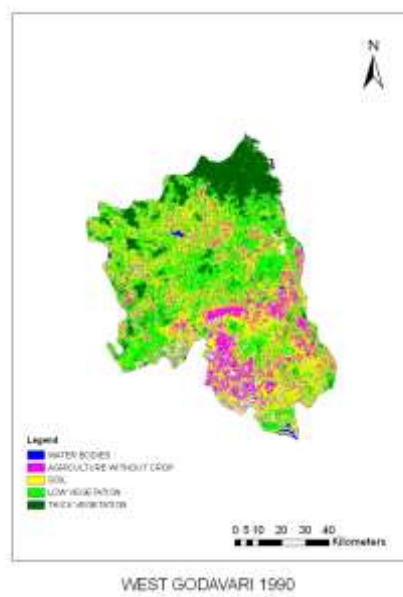 N
Legend
WATER BODIES
AGRICULTURE WITHOUT CROP
SOIL
LOW VEGETATION
THICK VEGETATION
0 5 10 20 30 40
Kilometers
WEST GODAVARI 1990